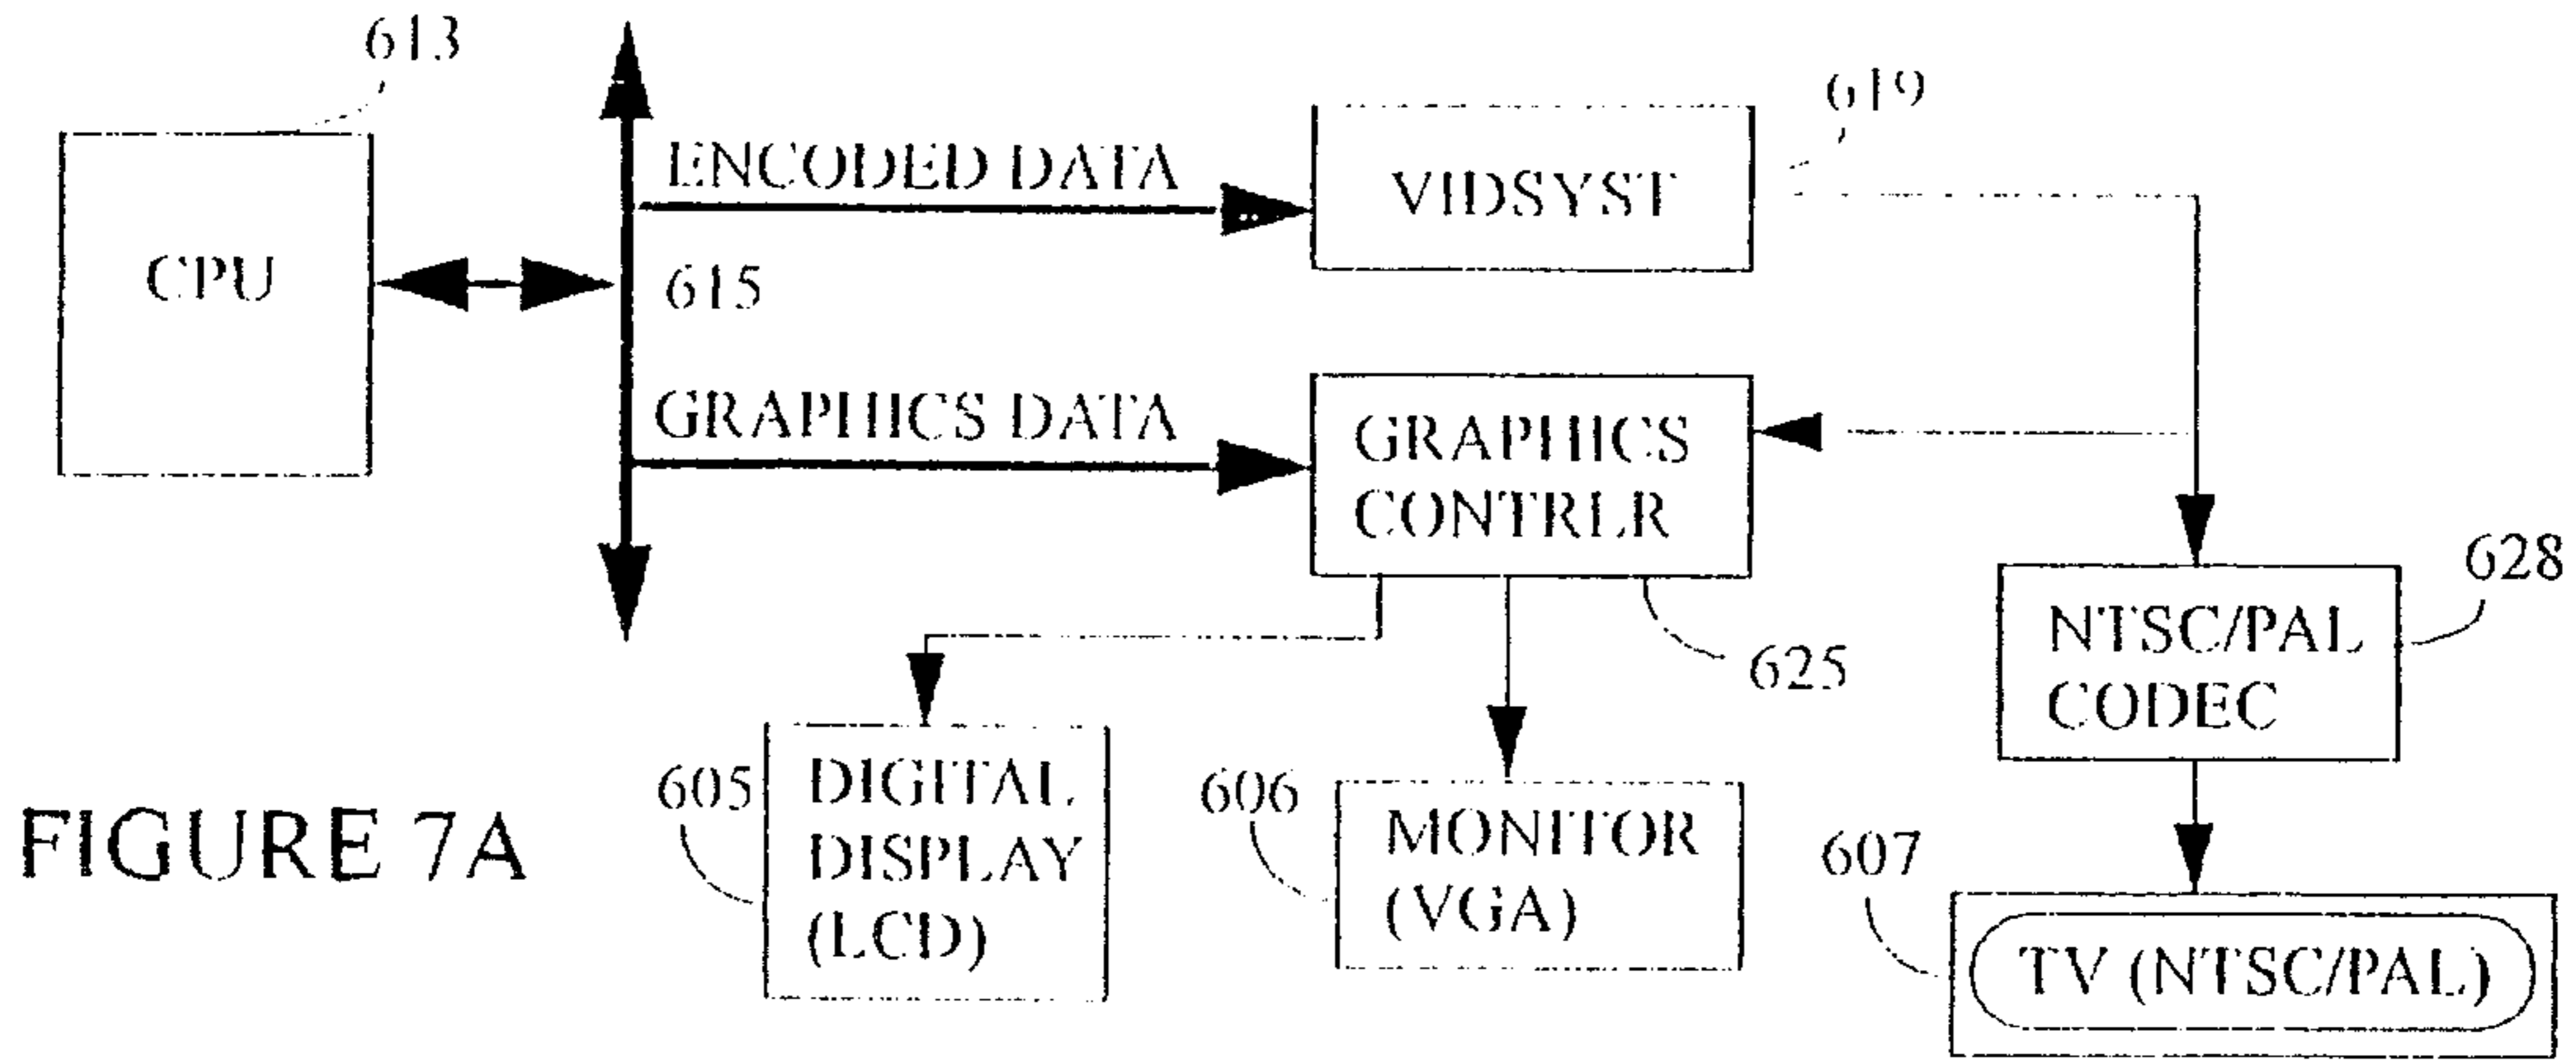 613
619
ENCODED DATA
VIDSYST
CPU
615
GRAPHICS DATA
GRAPHICS
CONTRLR
628
NTSC/PAL
CODEC
625
605
DIGITAL
DISPLAY
(LCD)
606
MONITOR
(VGA)
607
TV (NTSC/PAL)
FIGURE 7A